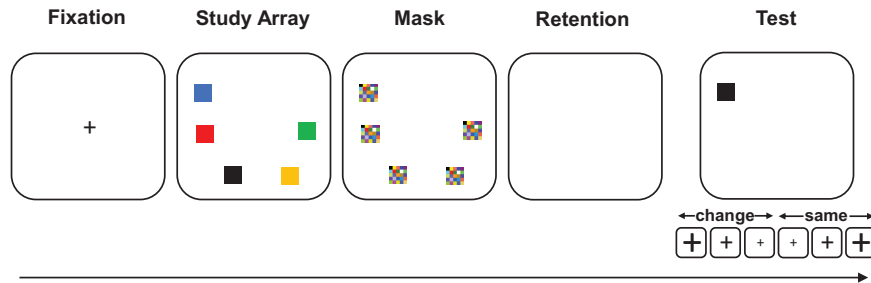 Fixation Study Array Mask Retention Test
+
change same
+ + + + + +